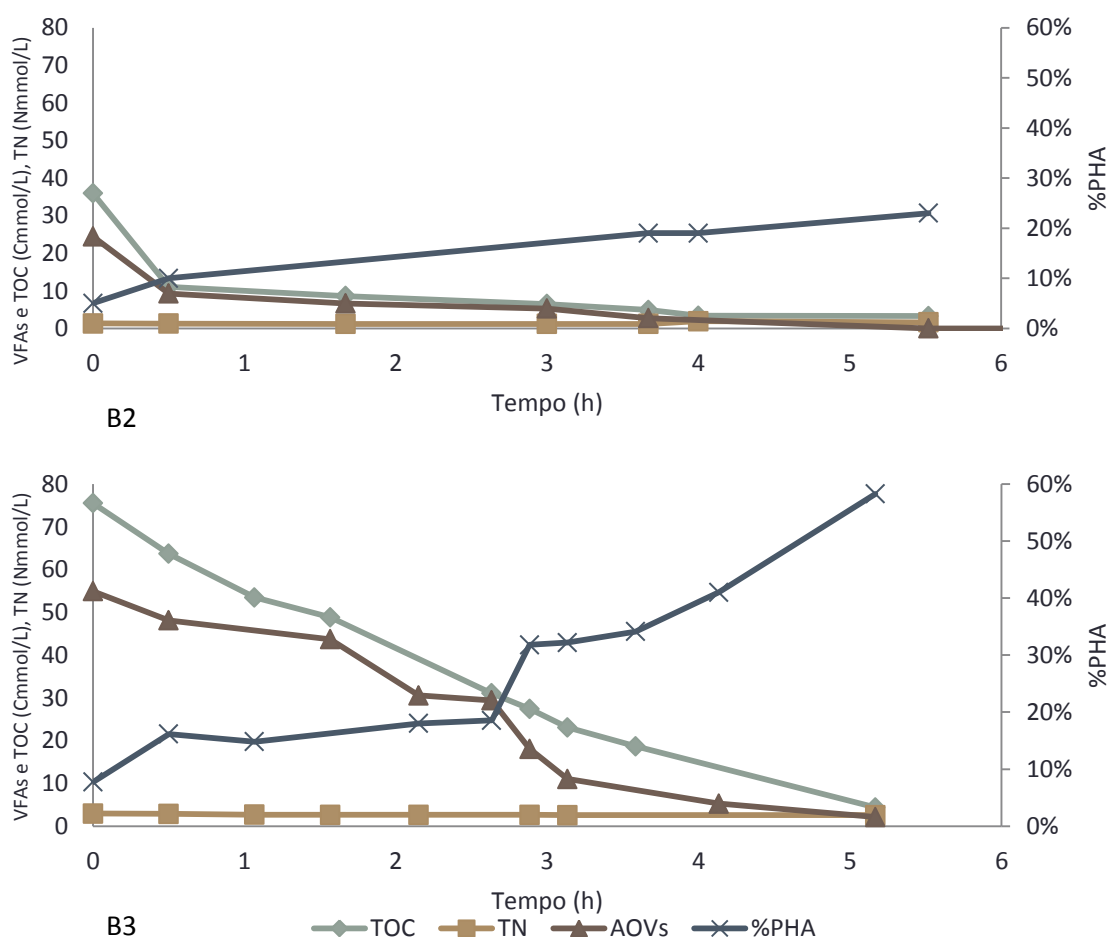 80
70
60
50
40
30
20
10
0
VFAs e TOC (Cmmol/L), TN (Nmmol/L)
60%
50%
40%
30%
20%
10%
0%
%PHA
0 1 2 3 4 5 6
Tempo (h)
B2
80
70
60
50
40
30
20
10
0
VFAs e TOC (Cmmol/L), TN (Nmmol/L)
60%
50%
40%
30%
20%
10%
0%
%PHA
0 1 2 3 4 5 6
Tempo (h)
B3
TOC TN AOVs %PHA